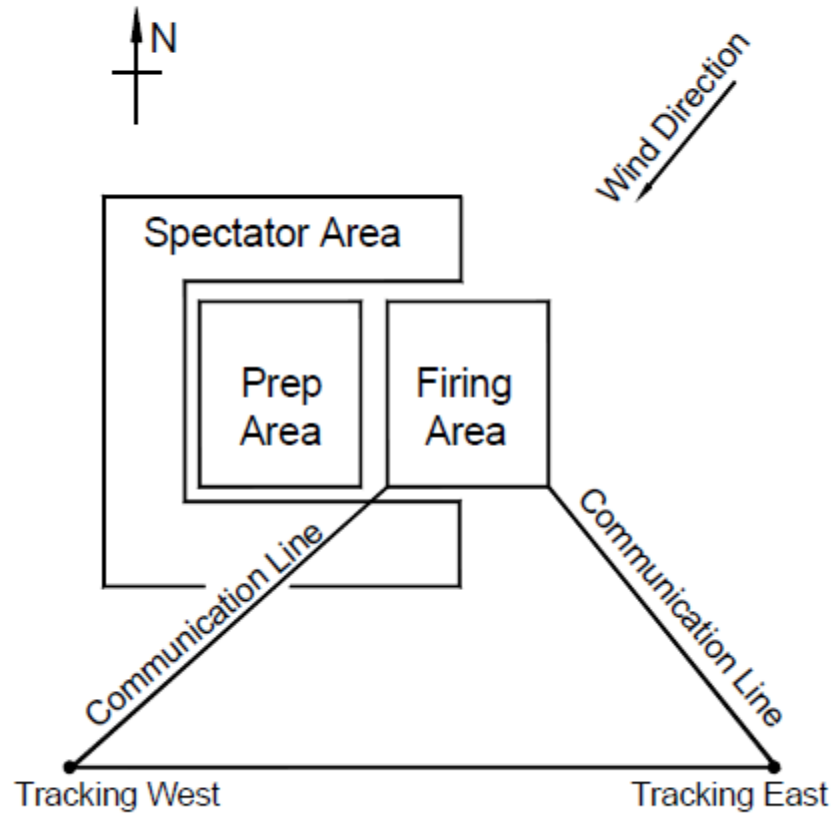 N
Wind Direction
Spectator Area
Prep
Area
Firing
Area
Communication Line
Communication Line
Tracking West
Tracking East